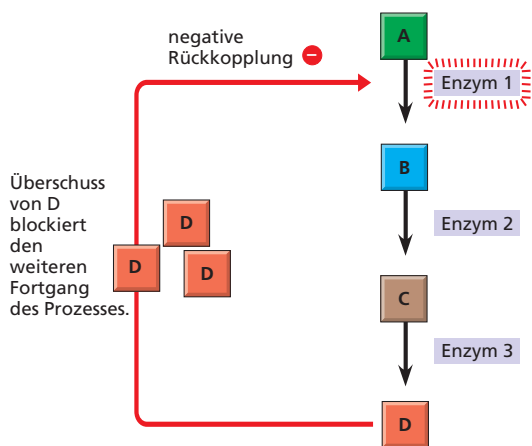 negative
Rückkopplung −
A
Enzym 1
B
Enzym 2
Überschuss
von D
blockiert
den
weiteren
Fortgang
des Prozesses.
D
D
D
C
Enzym 3
D